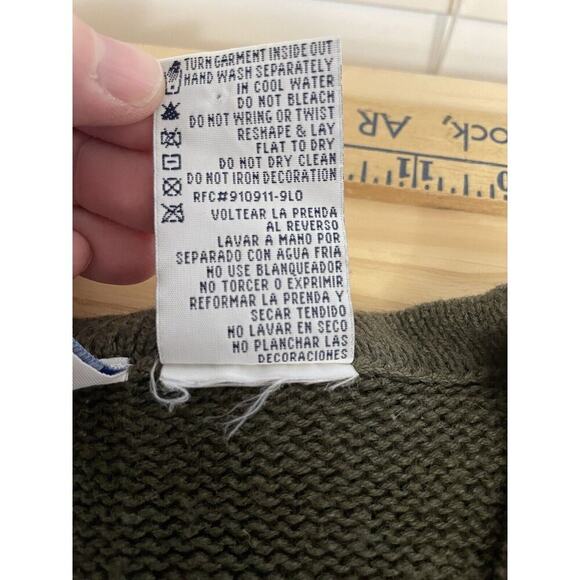 TURN GARMENT INSIDE OUT
HAND WASH SEPARATELY
IN COOL WATER
DO NOT BLEACH
DO NOT WRING OR TWIST
RESHAPE & LAY
FLAT TO DRY
DO NOT DRY CLEAN
DO NOT IRON DECORATION
RFC#910911-9L0
VOLTEAR LA PRENDA
AL REVERSO
LAVAR A MANO POR
SEPARADO CON AGUA FRIA
NO USE BLANQUEADOR
NO TORCER O EXPRIMIR
REFORMAR LA PRENDA Y
SECAR TENDIDO
NO LAVAR EN SECO
NO PLANCHAR LAS
DECORACIONES
ock, AR
11